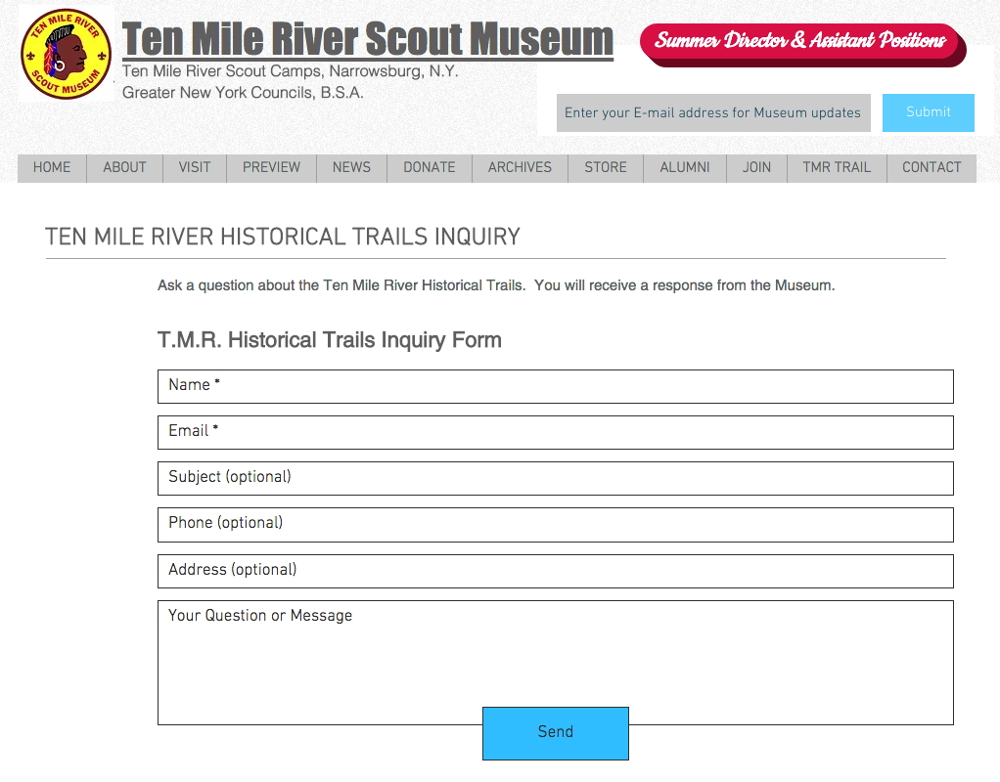 TEN MILE RIVER
SCOUT MUSEUM
Ten Mile River Scout Museum
Ten Mile River Scout Camps, Narrowsburg, N.Y.
Greater New York Councils, B.S.A.
Summer Director & Assistant Positions
Enter your E-mail address for Museum updates
Submit
HOME ABOUT VISIT PREVIEW NEWS DONATE ARCHIVES STORE ALUMNI JOIN TMR TRAIL CONTACT
TEN MILE RIVER HISTORICAL TRAILS INQUIRY
Ask a question about the Ten Mile River Historical Trails.  You will receive a response from the Museum.
T.M.R. Historical Trails Inquiry Form
Name *
Email *
Subject (optional)
Phone (optional)
Address (optional)
Your Question or Message
Send